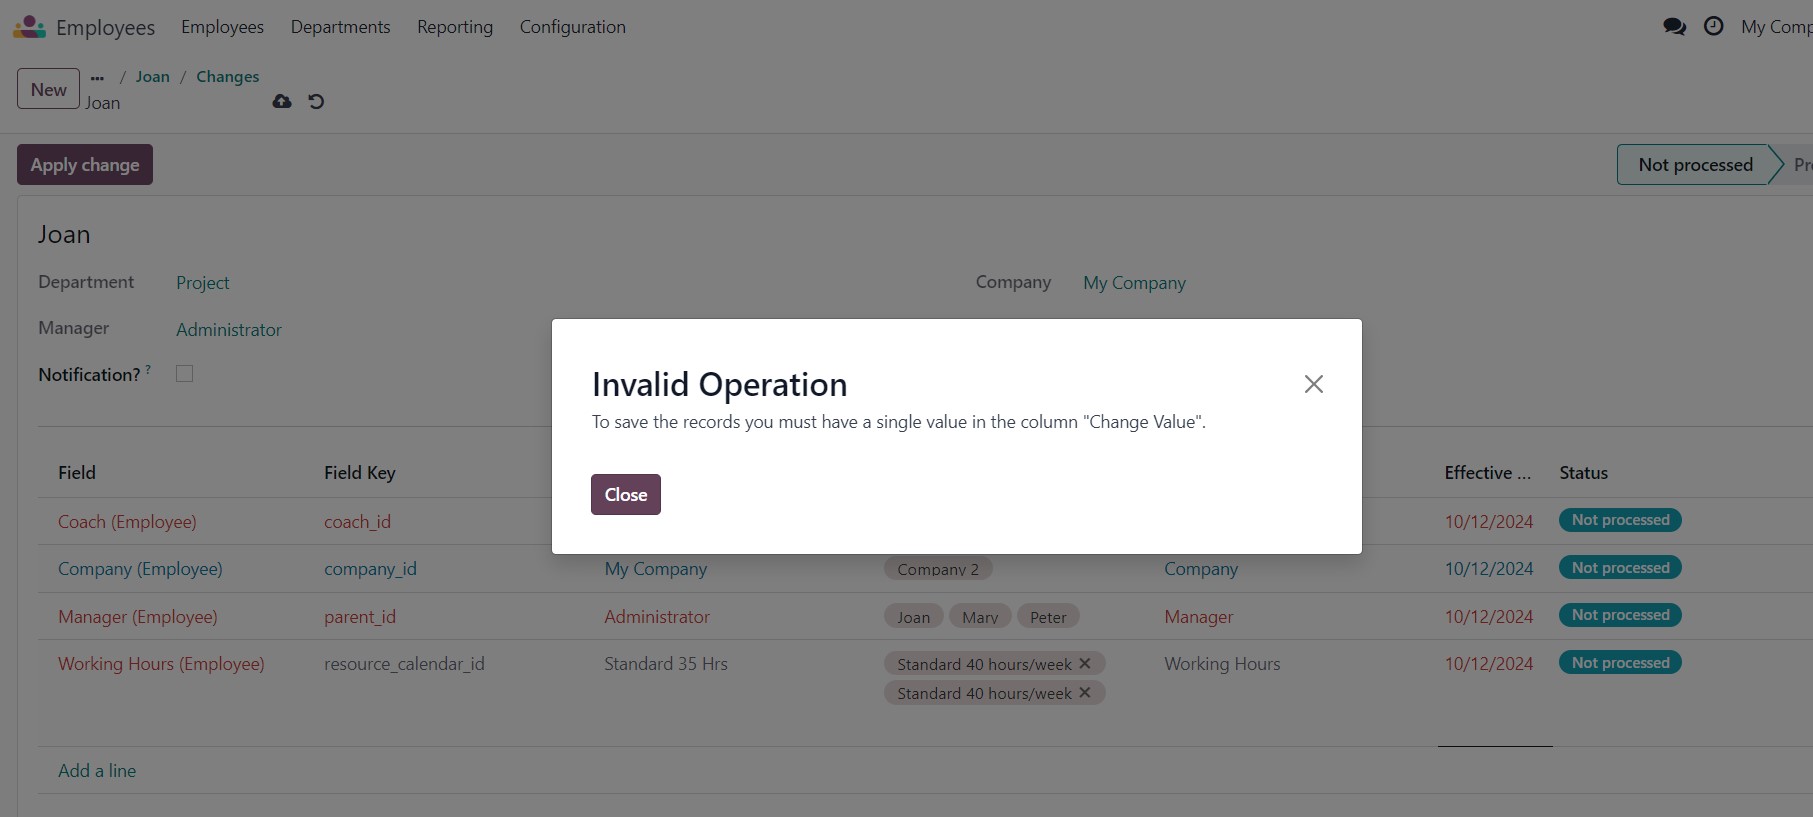 Employees Employees Departments Reporting Configuration My Comp
New ... / Joan / Changes
Joan
Apply change Not processed Pr
Joan
Department Project Company My Company
Manager Administrator
Notification? ?
Invalid Operation
To save the records you must have a single value in the column "Change Value".
Close
Field Field Key Effective ... Status
Coach (Employee) coach_id 10/12/2024 Not processed
Company (Employee) company_id My Company Company 2 Company 10/12/2024 Not processed
Manager (Employee) parent_id Administrator Joan Mary Peter Manager 10/12/2024 Not processed
Working Hours (Employee) resource_calendar_id Standard 35 Hrs Standard 40 hours/week Working Hours 10/12/2024 Not processed
Standard 40 hours/week
Add a line